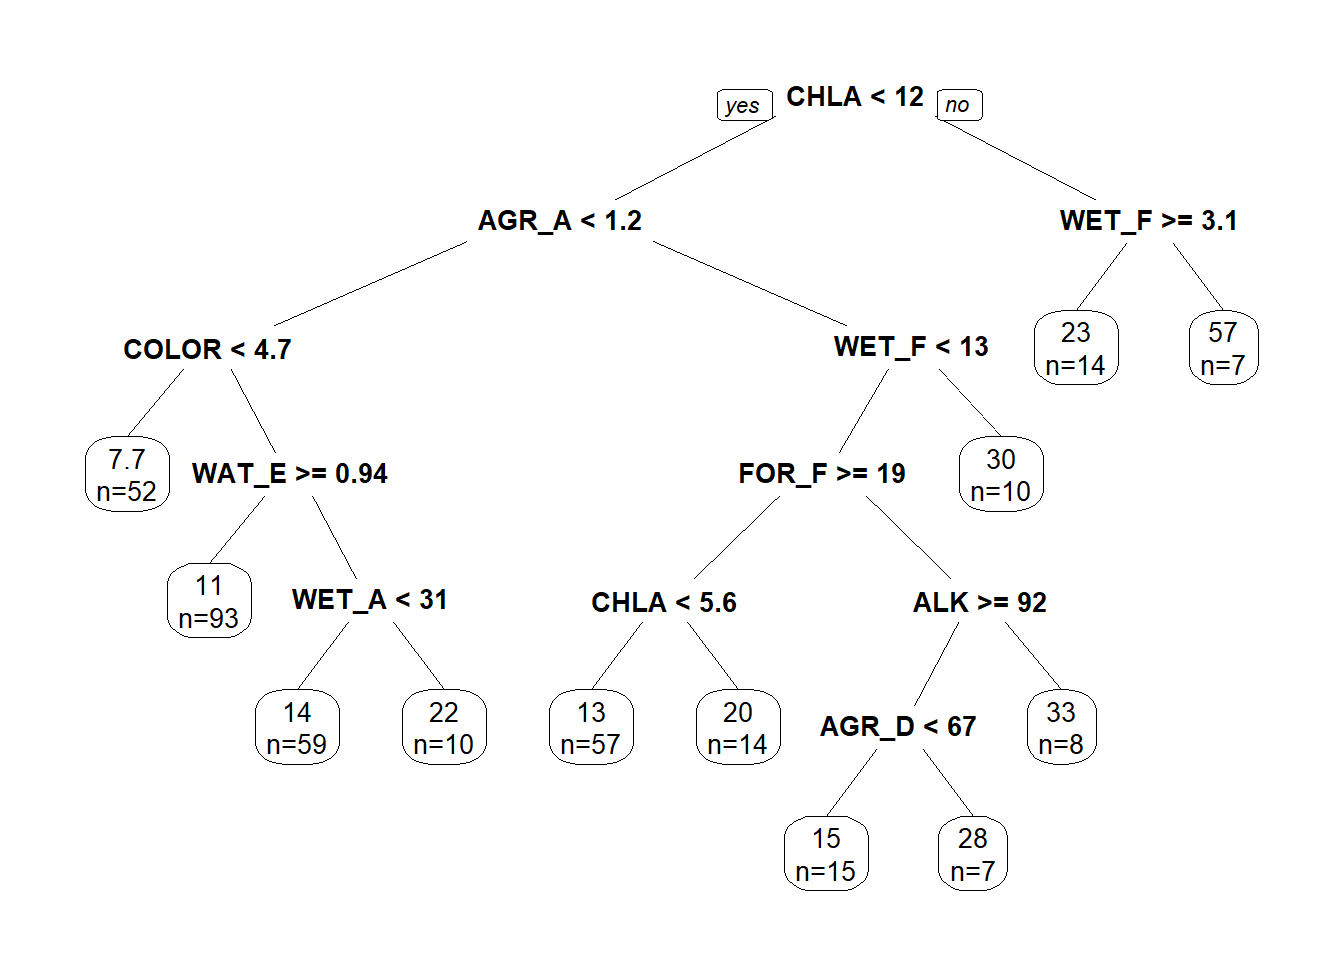 yes
CHLA < 12
no
AGR_A < 1.2
WET_F >= 3.1
COLOR < 4.7
WET_F < 13
23
n=14
57
n=7
7.7
n=52
WAT_E >= 0.94
FOR_F >= 19
30
n=10
11
n=93
WET_A < 31
CHLA < 5.6
ALK >= 92
14
n=59
22
n=10
13
n=57
20
n=14
AGR_D < 67
33
n=8
15
n=15
28
n=7